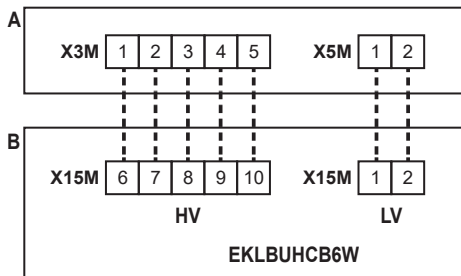 A
X3M 1 2 3 4 5 X5M 1 2
B
X15M 6 7 8 9 10 X15M 1 2
HV LV
EKLBUHCB6W